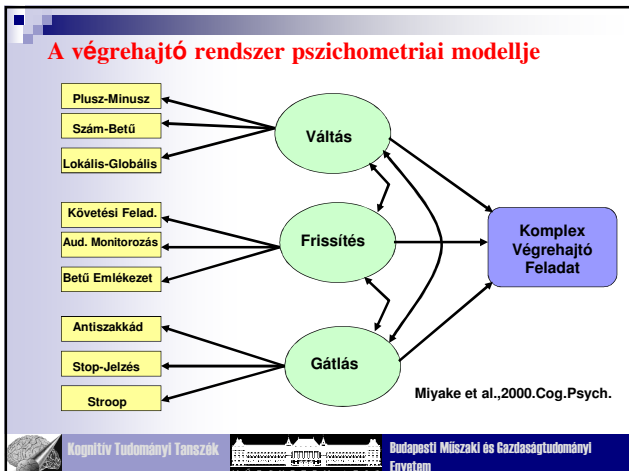 A végrehajtó rendszer pszichometriai modellje
Plusz-Minusz
Szám-Betű
Lokális-Globális
Váltás
Követési Felad.
Aud. Monitorozás
Betű Emlékezet
Frissítés
Komplex
Végrehajtó
Feladat
Antiszakkád
Stop-Jelzés
Stroop
Gátlás
Miyake et al.,2000.Cog.Psych.
Kognitív Tudományi Tanszék
Budapesti Műszaki és Gazdaságtudományi
Egyetem